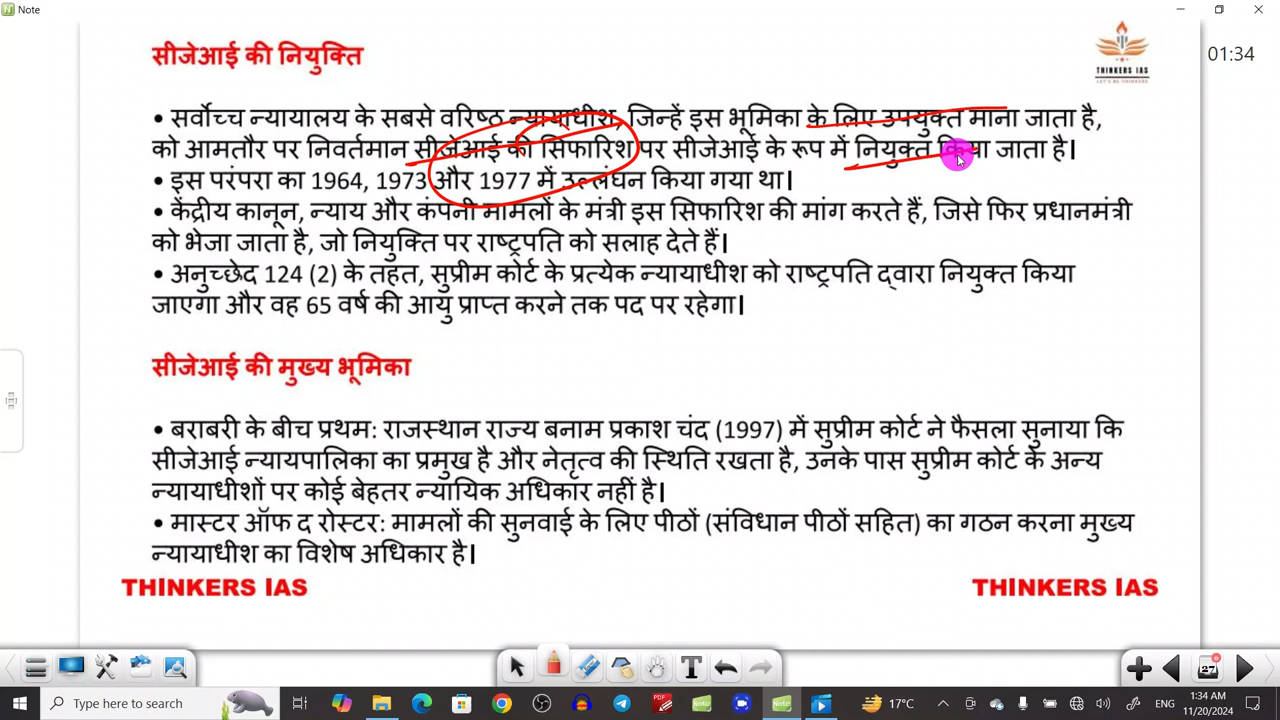 Note
सीजेआई की नियुक्ति
THINKERS IAS
LET'S BE THINKERS
01:34
• सर्वोच्च न्यायालय के सबसे वरिष्ठ न्यायाधीश, जिन्हें इस भूमिका के लिए उपयुक्त माना जाता है,
को आमतौर पर निवर्तमान सीजेआई की सिफारिश पर सीजेआई के रूप में नियुक्त किया जाता है।
• इस परंपरा का 1964, 1973 और 1977 में उल्लंघन किया गया था।
• केंद्रीय कानून, न्याय और कंपनी मामलों के मंत्री इस सिफारिश की मांग करते हैं, जिसे फिर प्रधानमंत्री
को भेजा जाता है, जो नियुक्ति पर राष्ट्रपति को सलाह देते हैं।
• अनुच्छेद 124 (2) के तहत, सुप्रीम कोर्ट के प्रत्येक न्यायाधीश को राष्ट्रपति द्वारा नियुक्त किया
जाएगा और वह 65 वर्ष की आयु प्राप्त करने तक पद पर रहेगा।
सीजेआई की मुख्य भूमिका
• बराबरी के बीच प्रथम: राजस्थान राज्य बनाम प्रकाश चंद (1997) में सुप्रीम कोर्ट ने फैसला सुनाया कि
सीजेआई न्यायपालिका का प्रमुख है और नेतृत्व की स्थिति रखता है, उनके पास सुप्रीम कोर्ट के अन्य
न्यायाधीशों पर कोई बेहतर न्यायिक अधिकार नहीं है।
• मास्टर ऑफ द रोस्टर: मामलों की सुनवाई के लिए पीठों (संविधान पीठों सहित) का गठन करना मुख्य
न्यायाधीश का विशेष अधिकार है।
THINKERS IAS THINKERS IAS
27
Type here to search
17°C
ENG
1:34 AM
11/20/2024